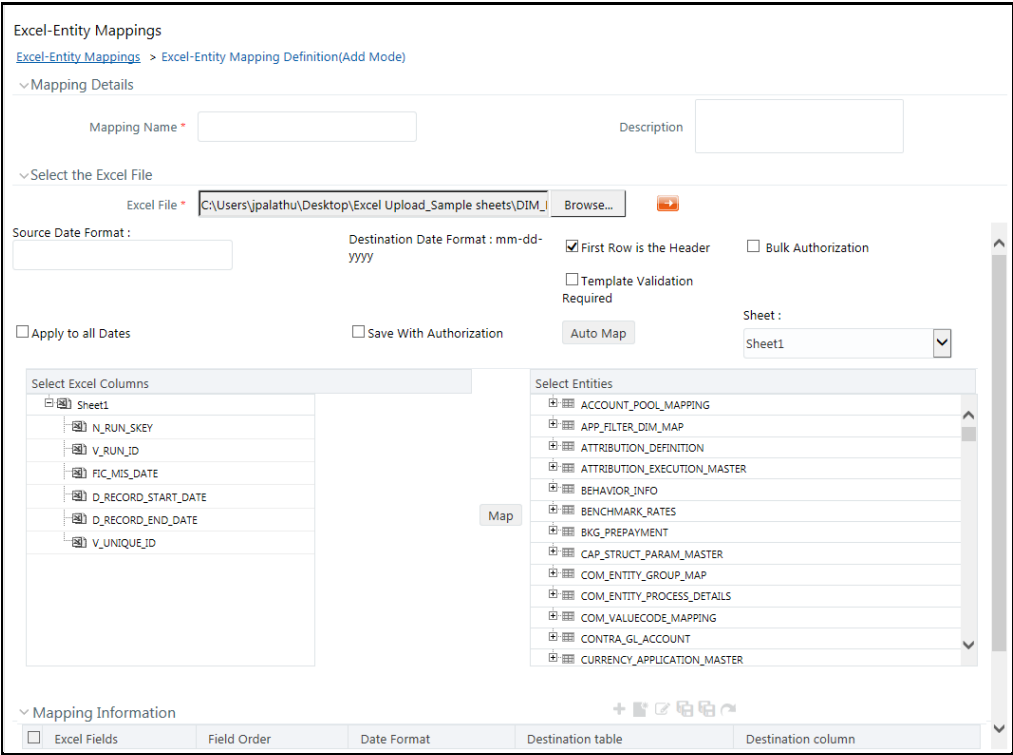 Excel-Entity Mappings
Excel-Entity Mappings > Excel-Entity Mapping Definition(Add Mode)
Mapping Details
Mapping Name *
Description
Select the Excel File
Excel File * C:\Users\jpalathu\Desktop\Excel Upload_Sample sheets\DIM_ Browse...
Source Date Format :
Destination Date Format : mm-dd-
yyyy
First Row is the Header
Bulk Authorization
Template Validation
Required
Apply to all Dates
Save With Authorization
Auto Map
Sheet :
Sheet1
Select Excel Columns
Sheet1
N_RUN_SKEY
V_RUN_ID
FIC_MIS_DATE
D_RECORD_START_DATE
D_RECORD_END_DATE
V_UNIQUE_ID
Map
Select Entities
ACCOUNT_POOL_MAPPING
APP_FILTER_DIM_MAP
ATTRIBUTION_DEFINITION
ATTRIBUTION_EXECUTION_MASTER
BEHAVIOR_INFO
BENCHMARK_RATES
BKG_PREPAYMENT
CAP_STRUCT_PARAM_MASTER
COM_ENTITY_GROUP_MAP
COM_ENTITY_PROCESS_DETAILS
COM_VALUECODE_MAPPING
CONTRA_GL_ACCOUNT
CURRENCY_APPLICATION_MASTER
Mapping Information
Excel Fields Field Order Date Format Destination table Destination column